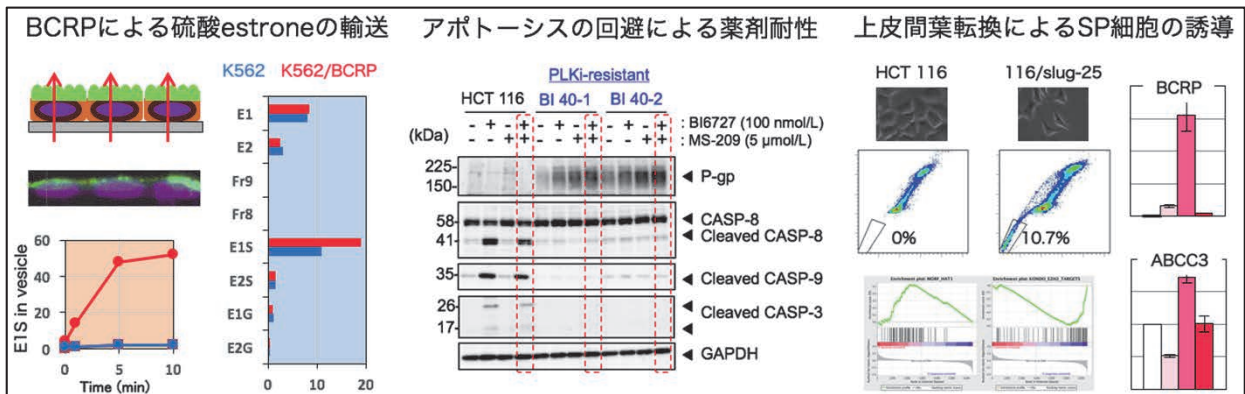 BCRPによる硫酸estroneの輸送
K562 K562/BCRP
E1
E2
Fr9
Fr8
E1S
E2S
E1G
E2G
0 10 20
E1S in vesicle
60
40
20
0
0 5 10
Time (min)
アポトーシスの回避による薬剤耐性
PLKi-resistant
HCT 116 BI 40-1 BI 40-2
- + - + - + - + - + - + : BI6727 (100 nmol/L)
- - + + - - + + - - + + : MS-209 (5 μmol/L)
(kDa)
225
150
P-gp
58
CASP-8
41
Cleaved CASP-8
35
Cleaved CASP-9
26
Cleaved CASP-3
17
GAPDH
上皮間葉転換によるSP細胞の誘導
HCT 116
116/slug-25
0%
10.7%
BCRP
ABCC3